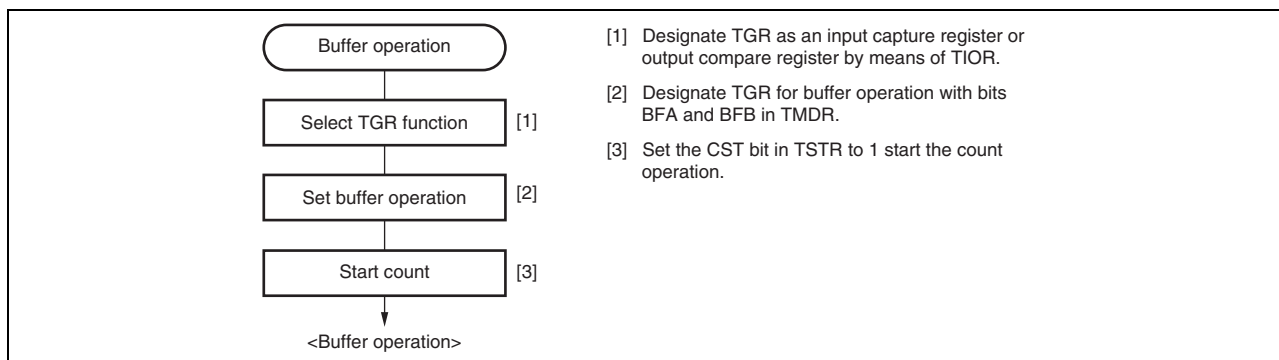 Buffer operation
Select TGR function
[1]
Set buffer operation
[2]
Start count
[3]
<Buffer operation>
[1] Designate TGR as an input capture register or
output compare register by means of TIOR.
[2] Designate TGR for buffer operation with bits
BFA and BFB in TMDR.
[3] Set the CST bit in TSTR to 1 start the count
operation.